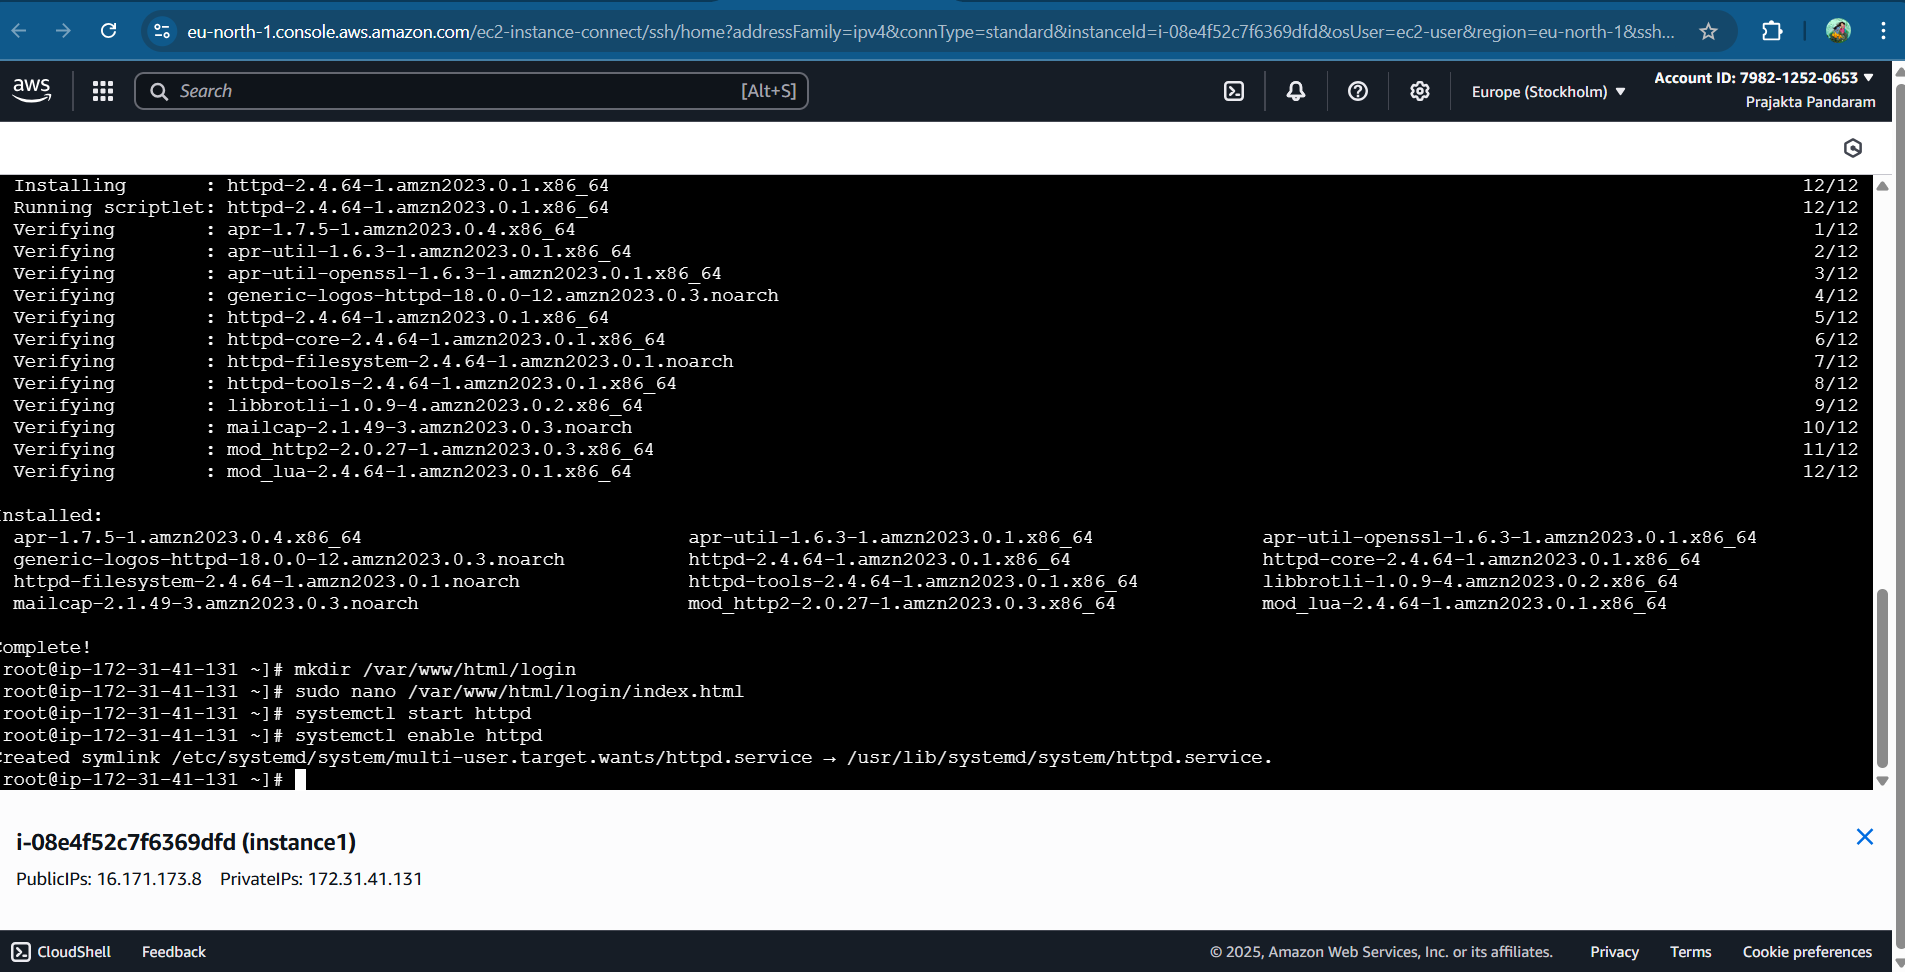 eu-north-1.console.aws.amazon.com/ec2-instance-connect/ssh/home?addressFamily=ipv4&connType=standard&instanceId=i-08e4f52c7f6369dfd&osUser=ec2-user&region=eu-north-1&ssh...
aws
Search [Alt+S]
Europe (Stockholm)
Account ID: 7982-1252-0653
Prajakta Pandaram
Installing : httpd-2.4.64-1.amzn2023.0.1.x86_64 12/12
Running scriptlet: httpd-2.4.64-1.amzn2023.0.1.x86_64 12/12
Verifying : apr-1.7.5-1.amzn2023.0.4.x86_64 1/12
Verifying : apr-util-1.6.3-1.amzn2023.0.1.x86_64 2/12
Verifying : apr-util-openssl-1.6.3-1.amzn2023.0.1.x86_64 3/12
Verifying : generic-logos-httpd-18.0.0-12.amzn2023.0.3.noarch 4/12
Verifying : httpd-2.4.64-1.amzn2023.0.1.x86_64 5/12
Verifying : httpd-core-2.4.64-1.amzn2023.0.1.x86_64 6/12
Verifying : httpd-filesystem-2.4.64-1.amzn2023.0.1.noarch 7/12
Verifying : httpd-tools-2.4.64-1.amzn2023.0.1.x86_64 8/12
Verifying : libbrotli-1.0.9-4.amzn2023.0.2.x86_64 9/12
Verifying : mailcap-2.1.49-3.amzn2023.0.3.noarch 10/12
Verifying : mod_http2-2.0.27-1.amzn2023.0.3.x86_64 11/12
Verifying : mod_lua-2.4.64-1.amzn2023.0.1.x86_64 12/12
nstalled:
apr-1.7.5-1.amzn2023.0.4.x86_64 apr-util-1.6.3-1.amzn2023.0.1.x86_64 apr-util-openssl-1.6.3-1.amzn2023.0.1.x86_64
generic-logos-httpd-18.0.0-12.amzn2023.0.3.noarch httpd-2.4.64-1.amzn2023.0.1.x86_64 httpd-core-2.4.64-1.amzn2023.0.1.x86_64
httpd-filesystem-2.4.64-1.amzn2023.0.1.noarch httpd-tools-2.4.64-1.amzn2023.0.1.x86_64 libbrotli-1.0.9-4.amzn2023.0.2.x86_64
mailcap-2.1.49-3.amzn2023.0.3.noarch mod_http2-2.0.27-1.amzn2023.0.3.x86_64 mod_lua-2.4.64-1.amzn2023.0.1.x86_64
omplete!
root@ip-172-31-41-131 ~]# mkdir /var/www/html/login
root@ip-172-31-41-131 ~]# sudo nano /var/www/html/login/index.html
root@ip-172-31-41-131 ~]# systemctl start httpd
root@ip-172-31-41-131 ~]# systemctl enable httpd
reated symlink /etc/systemd/system/multi-user.target.wants/httpd.service → /usr/lib/systemd/system/httpd.service.
root@ip-172-31-41-131 ~]#
i-08e4f52c7f6369dfd (instance1)
PublicIPs: 16.171.173.8 PrivateIPs: 172.31.41.131
CloudShell Feedback © 2025, Amazon Web Services, Inc. or its affiliates. Privacy Terms Cookie preferences